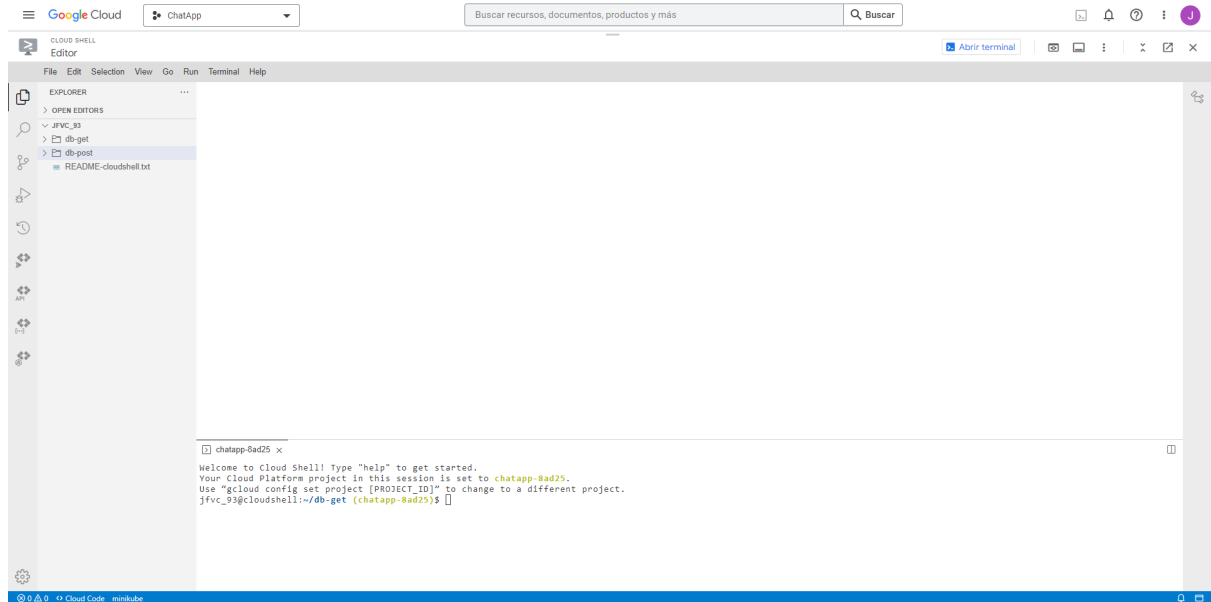 Google Cloud ChatApp Buscar recursos, documentos, productos y más Buscar J
CLOUD SHELL
Editor Abrir terminal
File Edit Selection View Go Run Terminal Help
EXPLORER ...
OPEN EDITORS
JFVC_93
db-get
db-post
README-cloudshell.txt
API
chatapp-8ad25
Welcome to Cloud Shell! Type "help" to get started.
Your Cloud Platform project in this session is set to chatapp-8ad25.
Use “gcloud config set project [PROJECT_ID]” to change to a different project.
jfvc_93@cloudshell:~/db-get (chatapp-8ad25)$
0 0 Cloud Code minikube